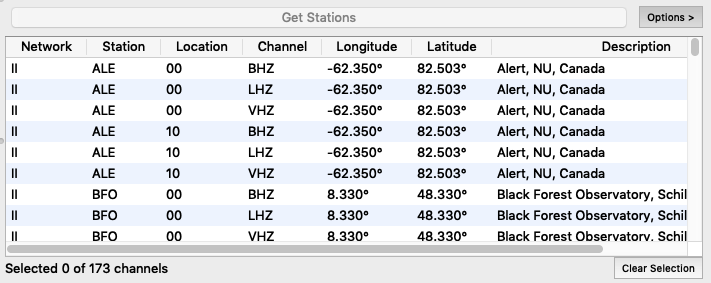 Get Stations Options >
Network Station Location Channel Longitude Latitude Description
II ALE 00 BHZ -62.350° 82.503° Alert, NU, Canada
II ALE 00 LHZ -62.350° 82.503° Alert, NU, Canada
II ALE 00 VHZ -62.350° 82.503° Alert, NU, Canada
II ALE 10 BHZ -62.350° 82.503° Alert, NU, Canada
II ALE 10 LHZ -62.350° 82.503° Alert, NU, Canada
II ALE 10 VHZ -62.350° 82.503° Alert, NU, Canada
II BFO 00 BHZ 8.330° 48.330° Black Forest Observatory, Schil
II BFO 00 LHZ 8.330° 48.330° Black Forest Observatory, Schil
II BFO 00 VHZ 8.330° 48.330° Black Forest Observatory, Schil
Selected 0 of 173 channels Clear Selection